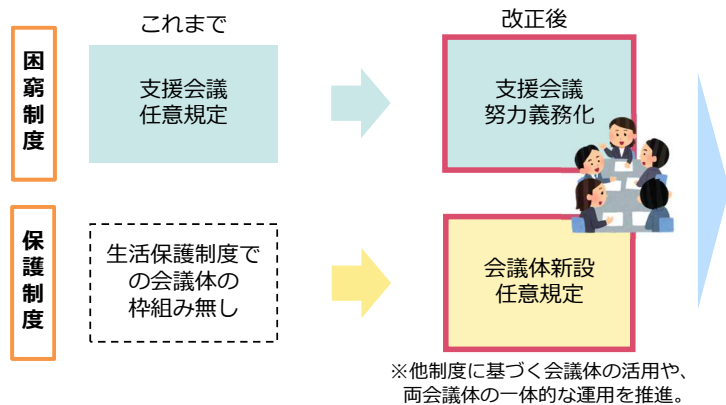 これまで
改正後
困窮制度
支援会議
任意規定
支援会議
努力義務化
保護制度
生活保護制度で
の会議体の
枠組み無し
会議体新設
任意規定
※他制度に基づく会議体の活用や、
両会議体の一体的な運用を推進。